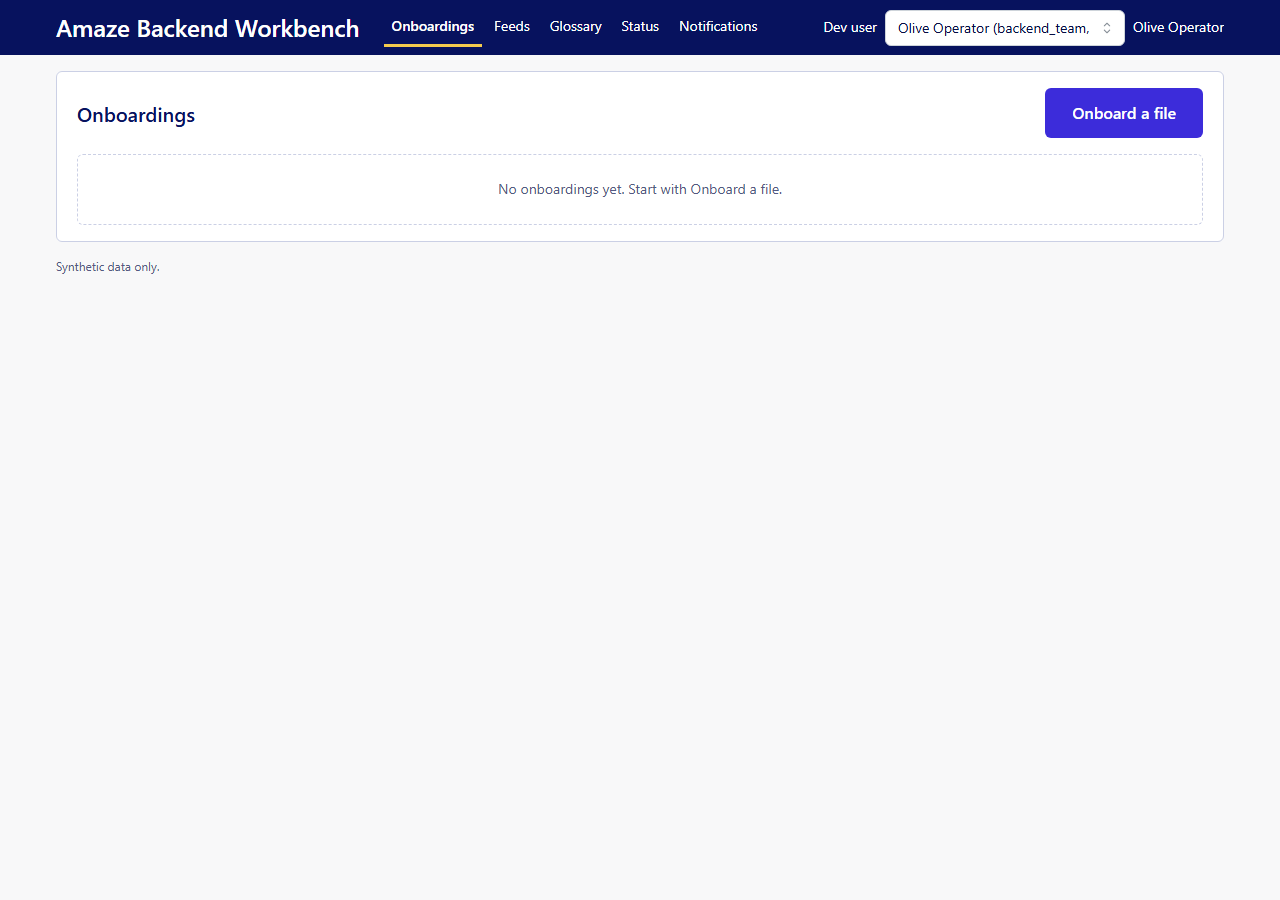 Amaze Backend Workbench
Onboardings Feeds Glossary Status Notifications
Dev user
Olive Operator (backend_team,
Olive Operator
Onboardings
Onboard a file
No onboardings yet. Start with Onboard a file.
Synthetic data only.